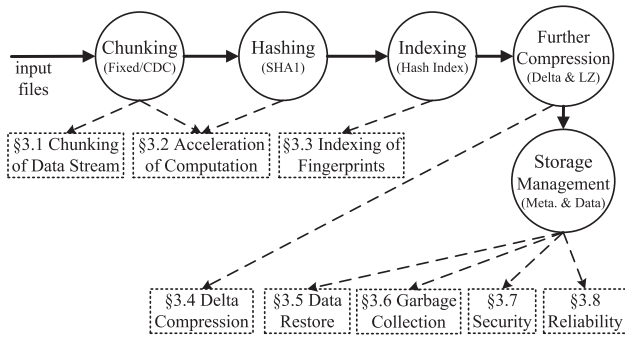 Chunking
(Fixed/CDC)
Hashing
(SHA1)
Indexing
(Hash Index)
Further
Compression
(Delta & LZ)
input
files
§3.1 Chunking
of Data Stream
§3.2 Acceleration
of Computation
§3.3 Indexing of
Fingerprints
Storage
Management
(Meta. & Data)
§3.4 Delta
Compression
§3.5 Data
Restore
§3.6 Garbage
Collection
§3.7
Security
§3.8
Reliability